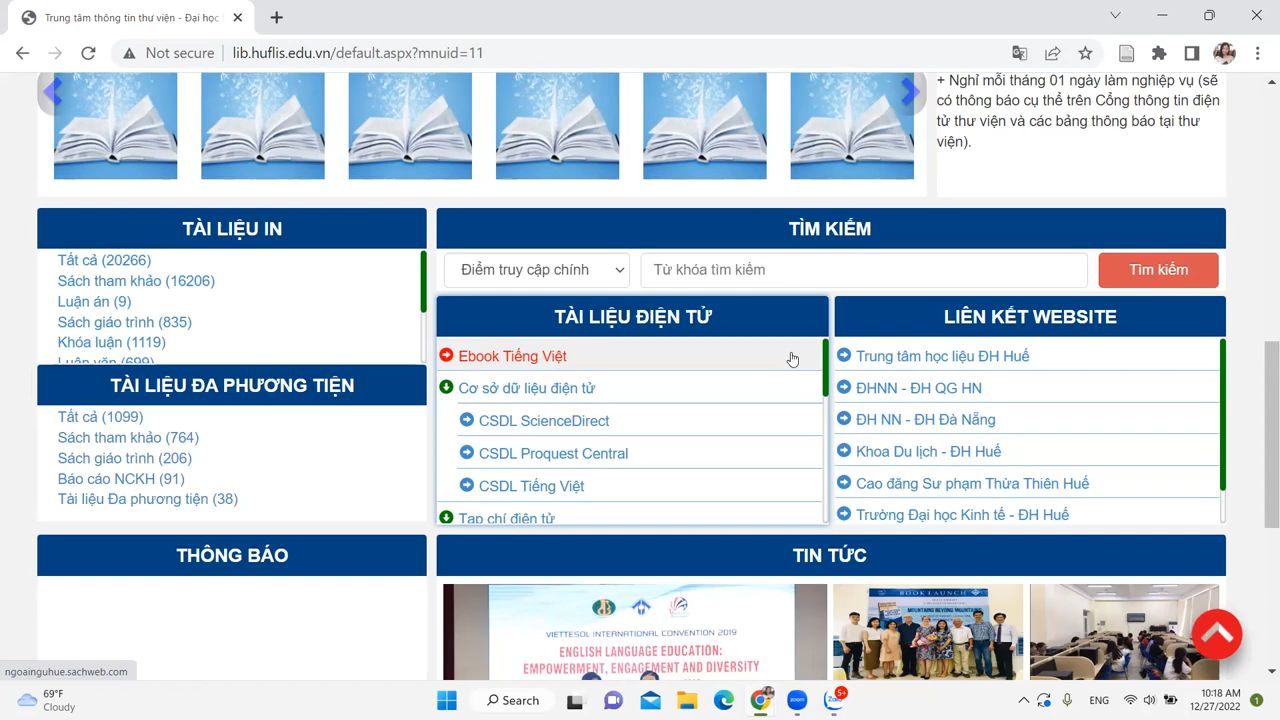 Trung tâm thông tin thư viện - Đại học
Not secure
lib.huflis.edu.vn/default.aspx?mnuid=11
+ Nghỉ mỗi tháng 01 ngày làm nghiệp vụ (sẽ
có thông báo cụ thể trên Cổng thông tin điện
tử thư viện và các bảng thông báo tại thư
viện).
TÀI LIỆU IN
Tất cả (20266)
Sách tham khảo (16206)
Luận án (9)
Sách giáo trình (835)
Khóa luận (1119)
Luận văn (699)
TÀI LIỆU ĐA PHƯƠNG TIỆN
Tất cả (1099)
Sách tham khảo (764)
Sách giáo trình (206)
Báo cáo NCKH (91)
Tài liệu Đa phương tiện (38)
TÌM KIẾM
Điểm truy cập chính
Từ khóa tìm kiếm
Tìm kiếm
TÀI LIỆU ĐIỆN TỬ
Ebook Tiếng Việt
Cơ sở dữ liệu điện tử
CSDL ScienceDirect
CSDL Proquest Central
CSDL Tiếng Việt
Tạp chí điện tử
LIÊN KẾT WEBSITE
Trung tâm học liệu ĐH Huế
ĐHNN - ĐH QG HN
ĐH NN - ĐH Đà Nẵng
Khoa Du lịch - ĐH Huế
Cao đăng Sư phạm Thừa Thiên Huế
Trường Đại học Kinh tế - ĐH Huế
THÔNG BÁO
TIN TỨC
VIETTESOL INTERNATIONAL CONVENTION 2019
ENGLISH LANGUAGE EDUCATION:
EMPOWERMENT, ENGAGEMENT AND DIVERSITY
BOOK LAUNCH
MOUNTAINS BEYOND MOUNTAINS
ngoainguhue.sachweb.com
69°F
Cloudy
Search
5+
Zalo
zoom
ENG
10:18 AM
12/27/2022
1